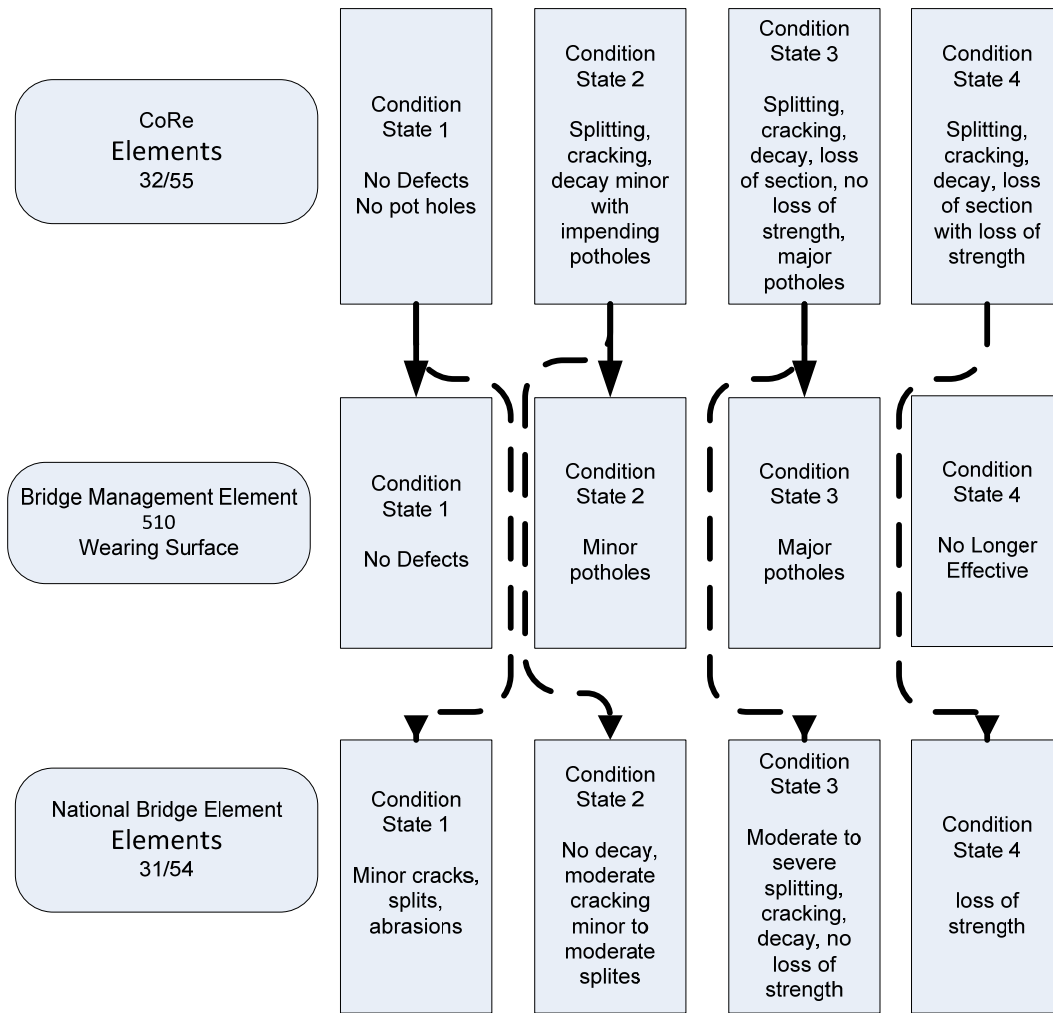 CoRe
Elements
32/55
Condition
State 1
No Defects
No pot holes
Condition
State 2
Splitting,
cracking,
decay minor
with
impending
potholes
Condition
State 3
Splitting,
cracking,
decay, loss
of section, no
loss of
strength,
major
potholes
Condition
State 4
Splitting,
cracking,
decay, loss
of section
with loss of
strength
Bridge Management Element
510
Wearing Surface
Condition
State 1
No Defects
Condition
State 2
Minor
potholes
Condition
State 3
Major
potholes
Condition
State 4
No Longer
Effective
National Bridge Element
Elements
31/54
Condition
State 1
Minor cracks,
splits,
abrasions
Condition
State 2
No decay,
moderate
cracking
minor to
moderate
splites
Condition
State 3
Moderate to
severe
splitting,
cracking,
decay, no
loss of
strength
Condition
State 4
loss of
strength